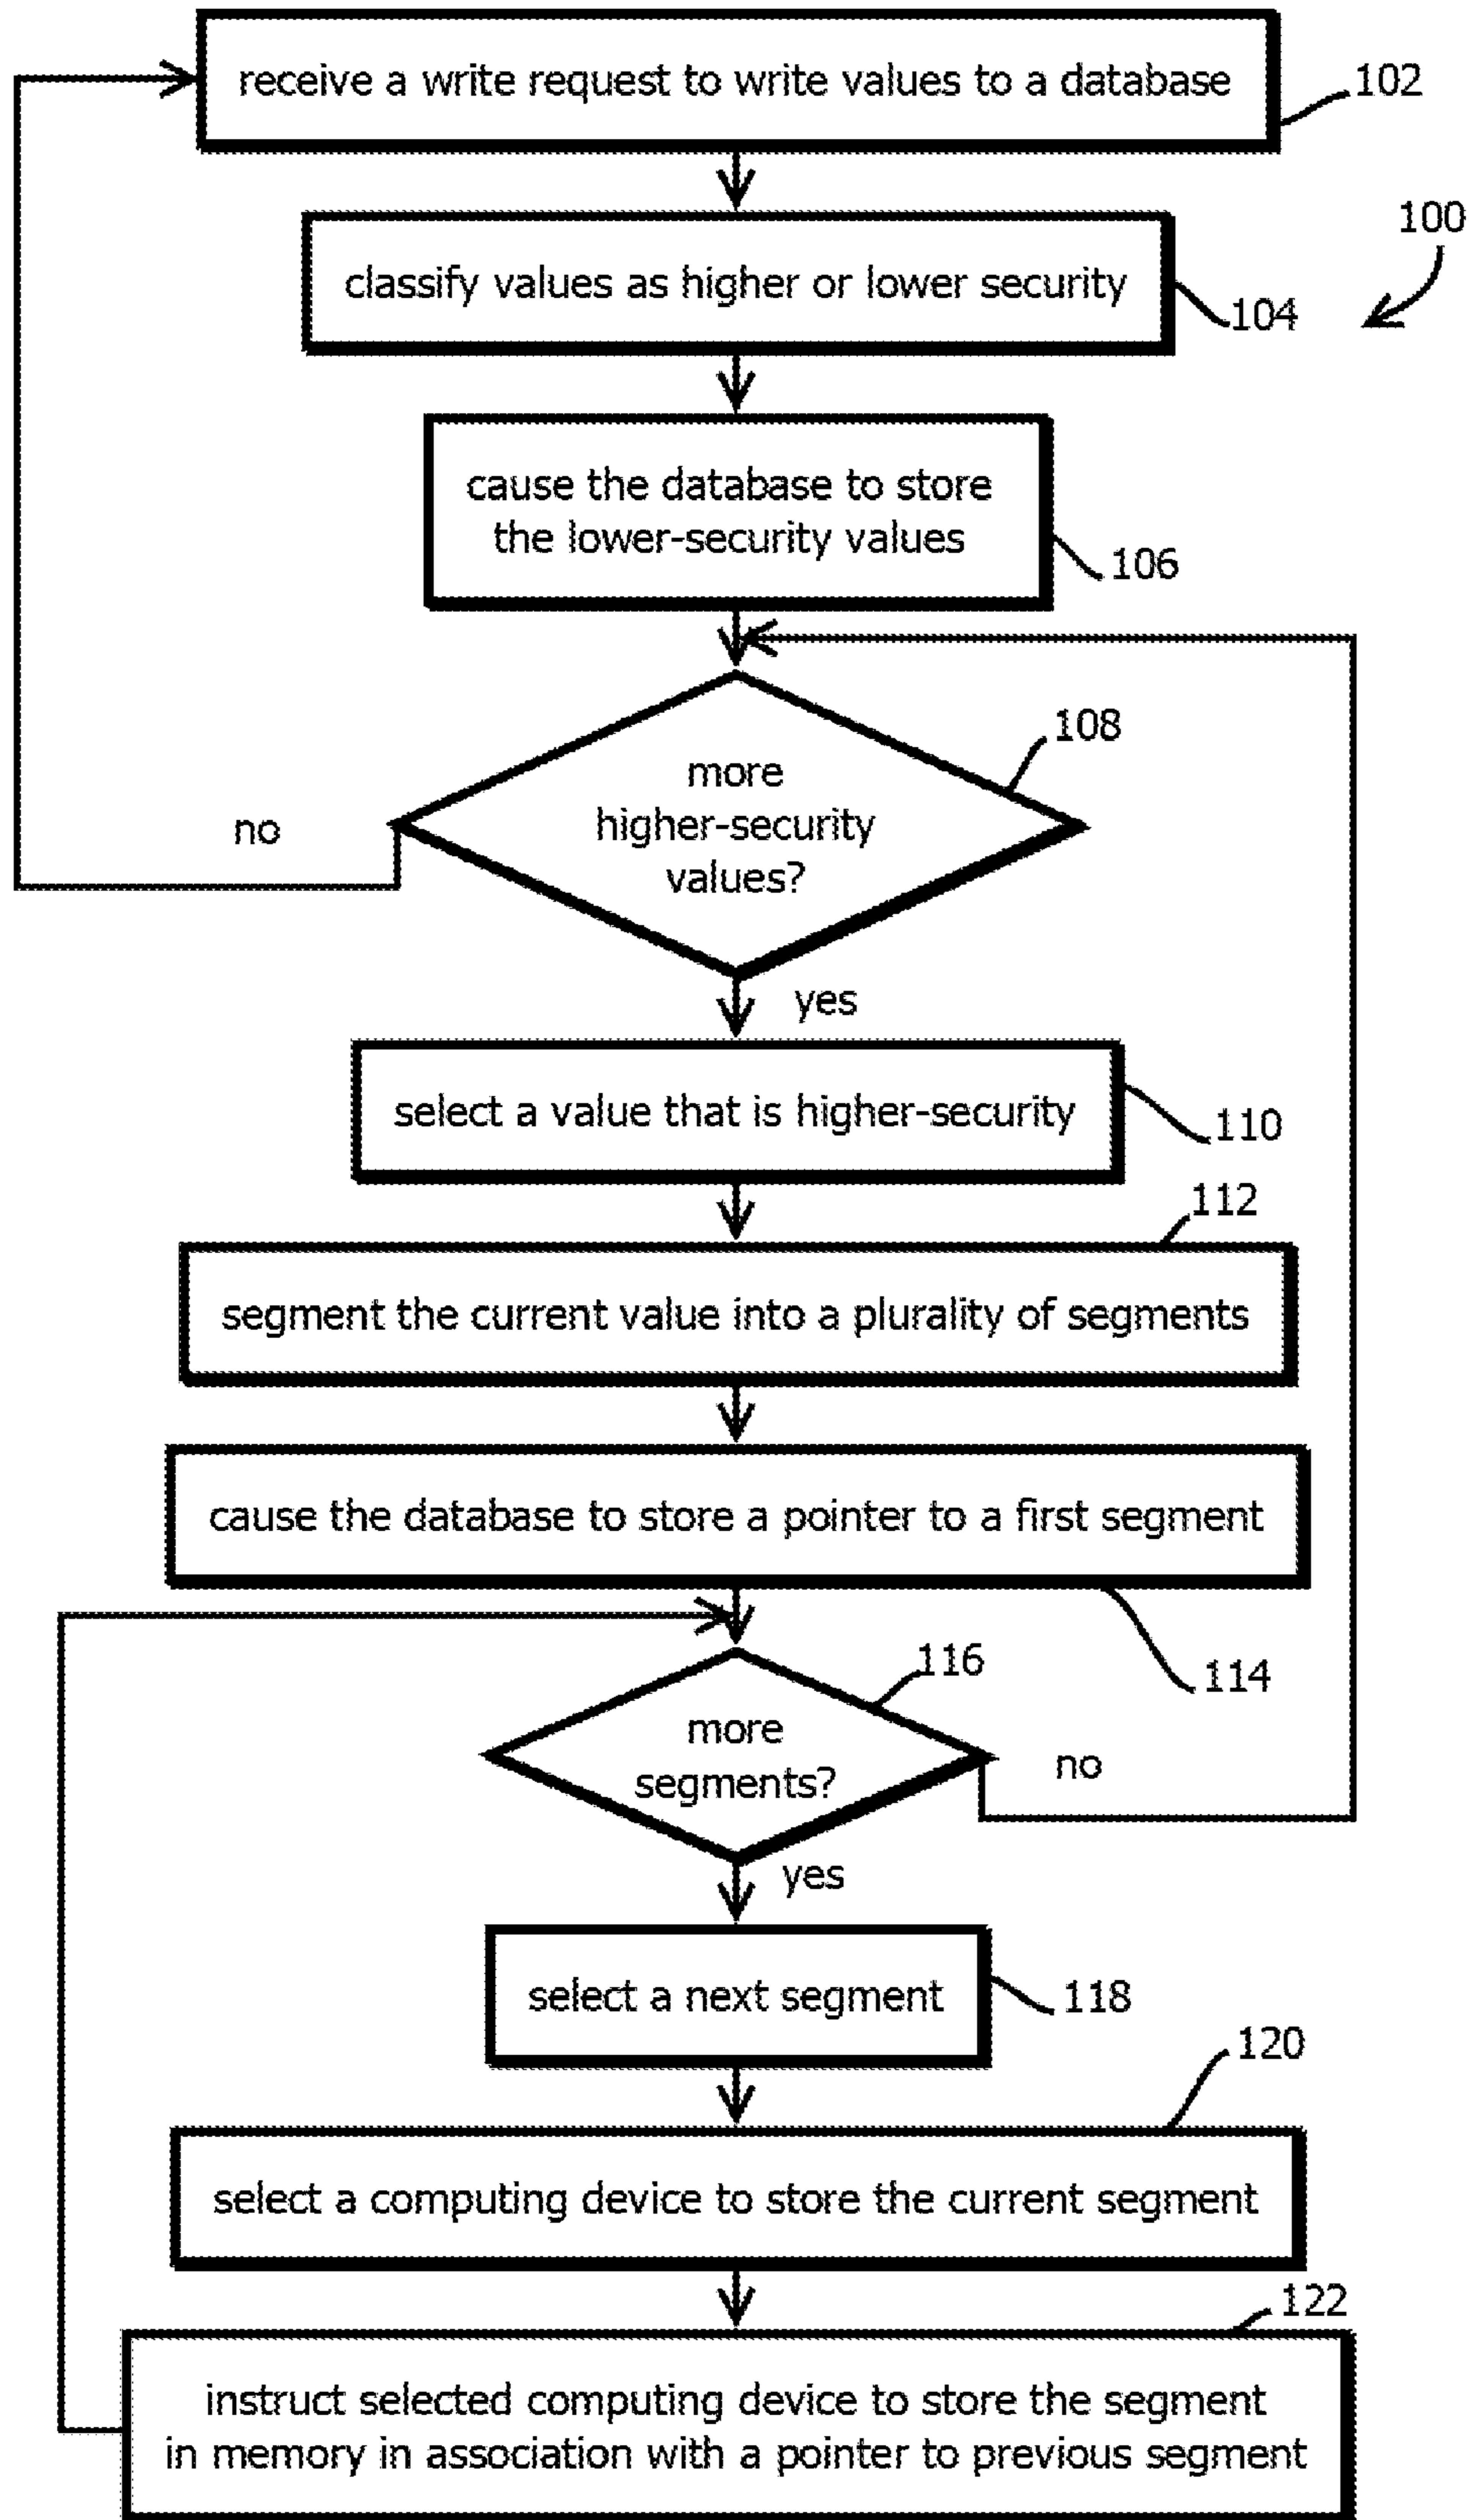 receive a write request to write values to a database
102
100
classify values as higher or lower security
104
cause the database to store
the lower-security values
106
108
more
higher-security
values?
no
yes
select a value that is higher-security
110
112
segment the current value into a plurality of segments
cause the database to store a pointer to a first segment
114
116
more
segments?
no
yes
select a next segment
118
120
select a computing device to store the current segment
122
instruct selected computing device to store the segment
in memory in association with a pointer to previous segment